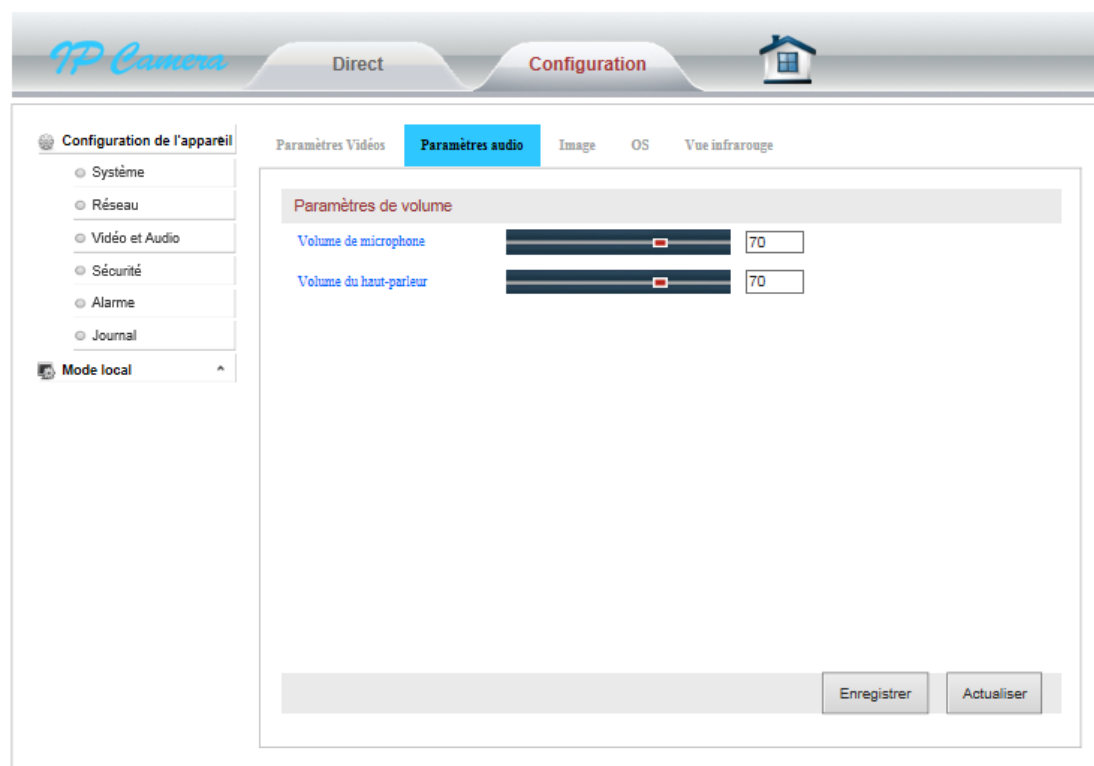 IP Camera
Direct
Configuration
Configuration de l'appareil
Système
Réseau
Vidéo et Audio
Sécurité
Alarme
Journal
Mode local
Paramètres Vidéos
Paramètres audio
Image
OS
Vue infrarouge
Paramètres de volume
Volume de microphone
70
Volume du haut-parleur
70
Enregistrer
Actualiser